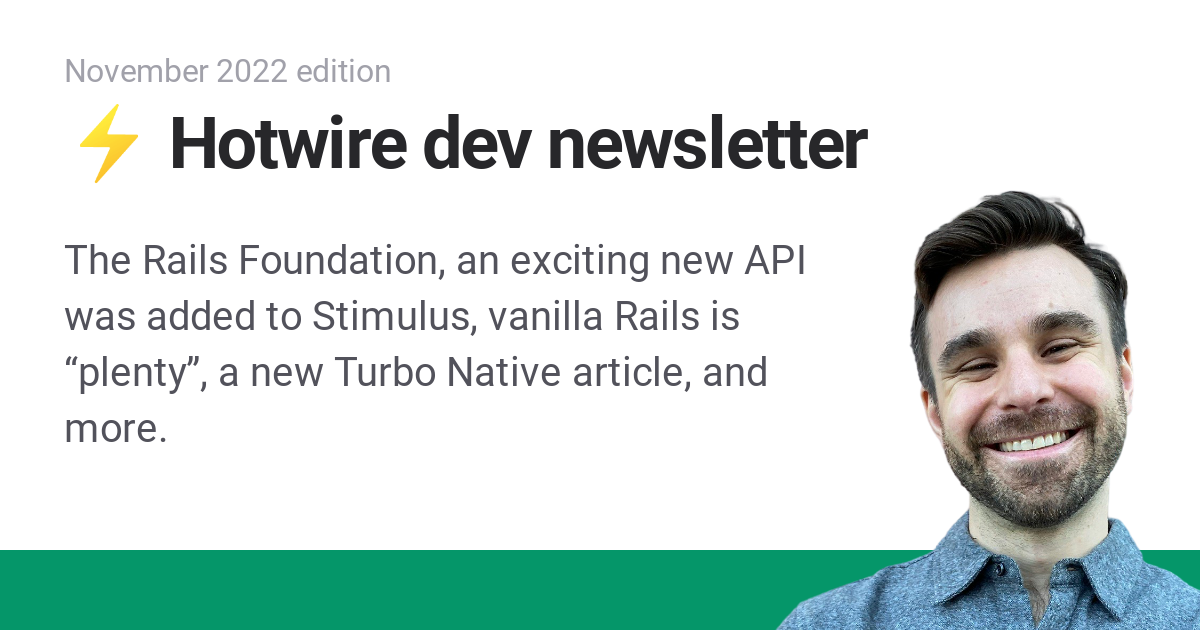 November 2022 edition
⚡ Hotwire dev newsletter
The Rails Foundation, an exciting new API
was added to Stimulus, vanilla Rails is
“plenty”, a new Turbo Native article, and
more.